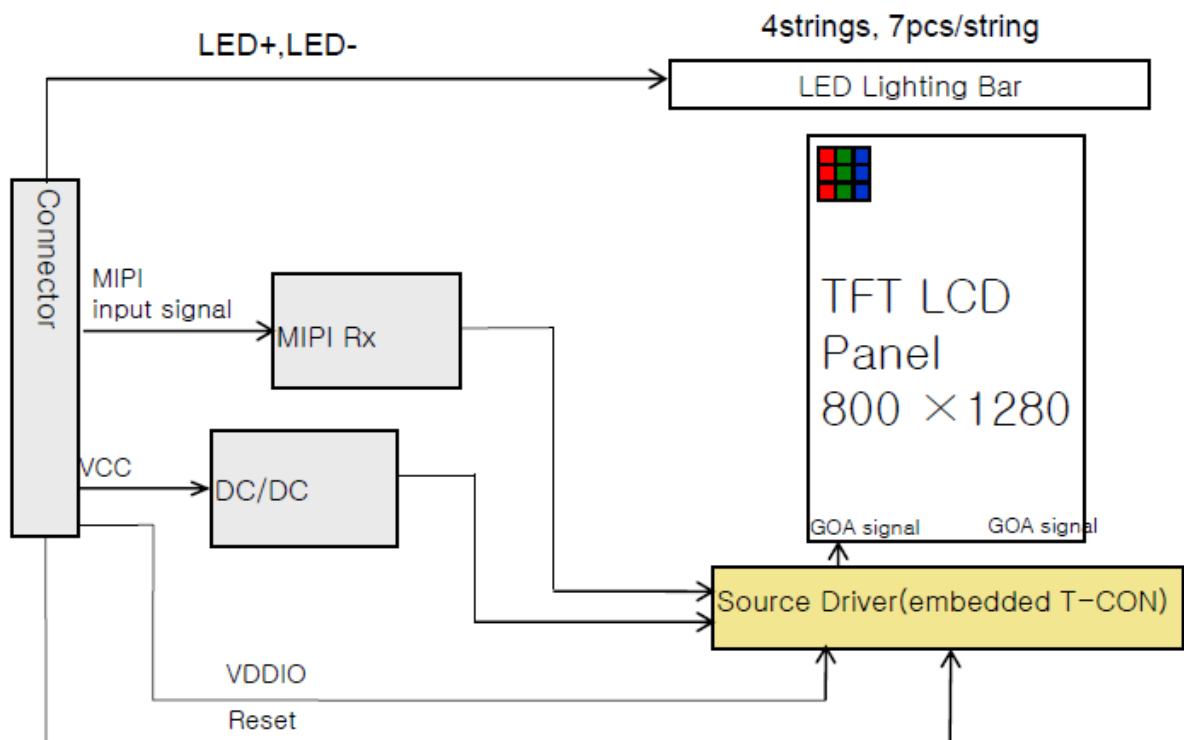 4strings, 7pcs/string
LED+,LED-
LED Lighting Bar
Connector
MIPI
input signal
MIPI Rx
TFT LCD
Panel
800 ×1280
VCC
DC/DC
GOA signal
GOA signal
Source Driver(embedded T-CON)
VDDIO
Reset